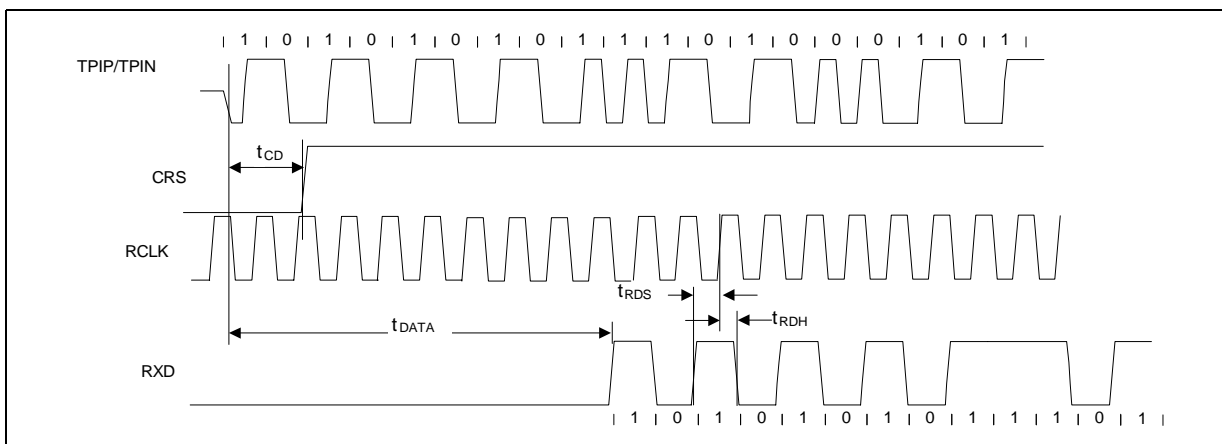 | 1 | 0 | 1 | 0 | 1 | 0 | 1 | 0 | 1 | 1 | 1 | 0 | 1 | 0 | 0 | 0 | 1 | 0 | 1 |
TPIP/TPIN
tCD
CRS
RCLK
tRDS
tRDH
tDATA
RXD
| 1 | 0 | 1 | 0 | 1 | 0 | 1 | 0 | 1 | 1 | 1 | 0 | 1 |